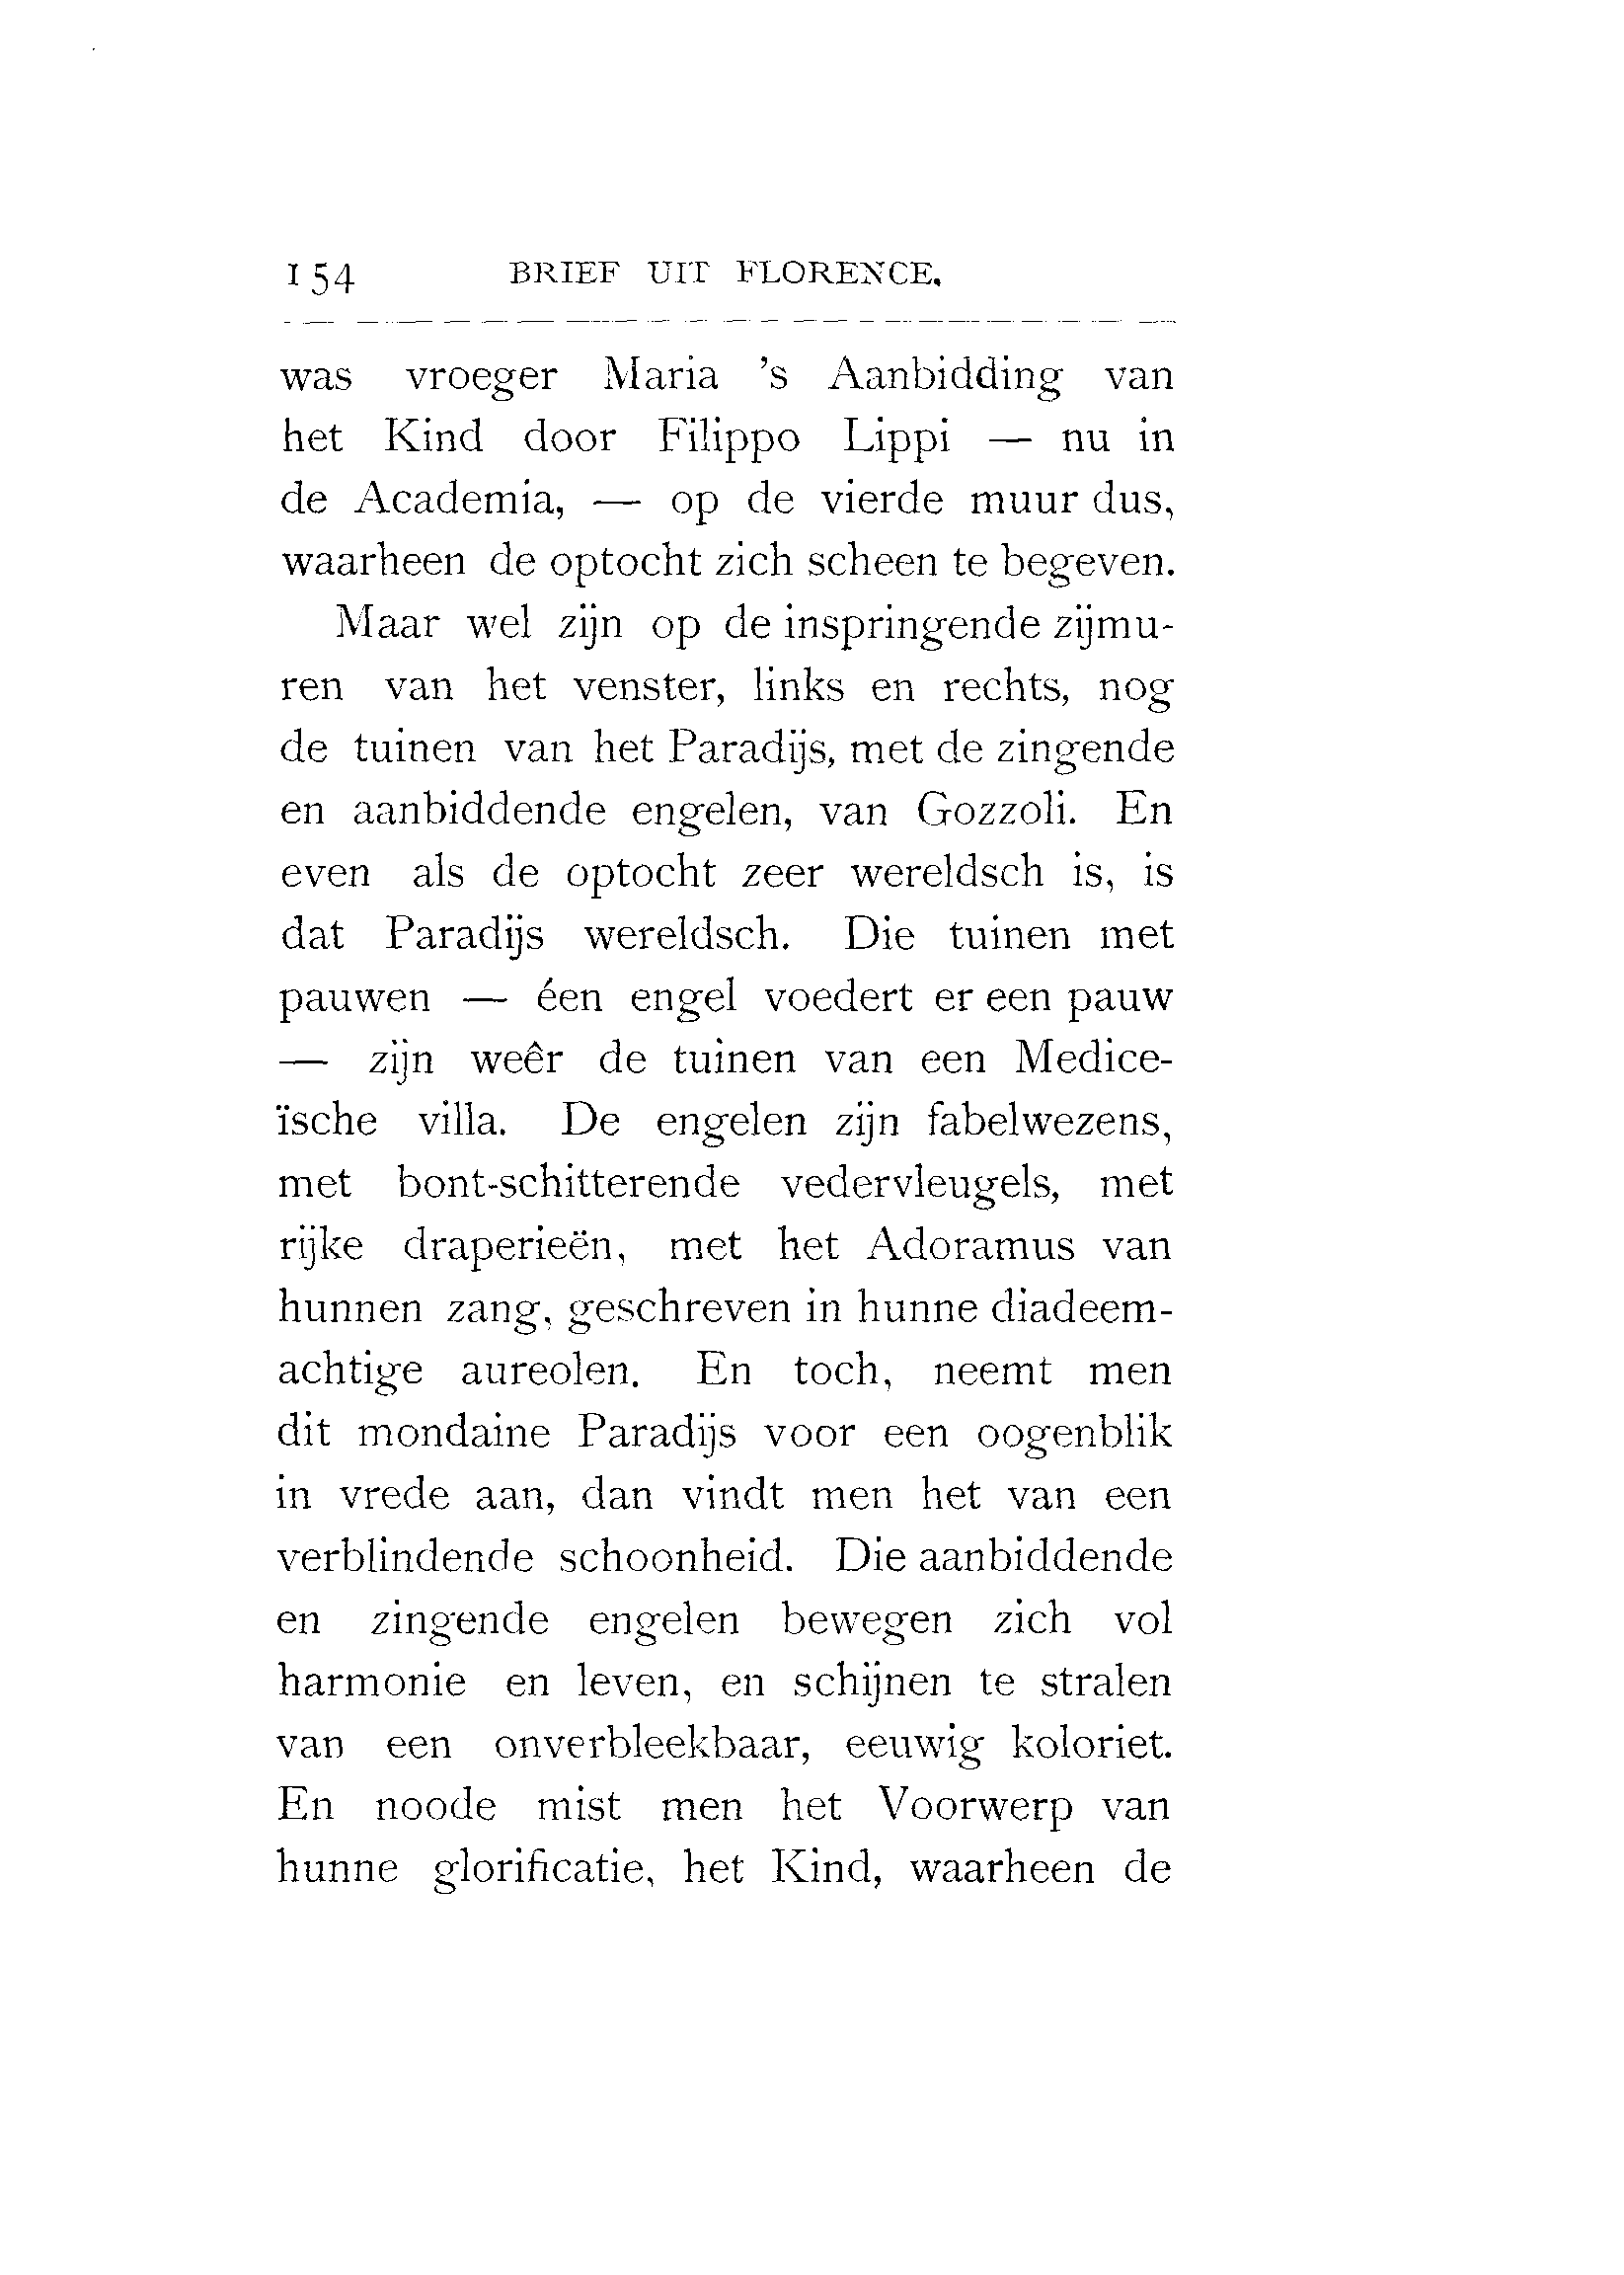 154 BRIEF UIT FLORENCE.
was vroeger Maria 's Aanbidding van
het Kind door Filippo Lippi — nu in
de Academia, — op de vierde muur dus,
waarheen de optocht zich scheen te begeven.
Maar wel zijn op de inspringende zijmu-
ren van het venster, links en rechts, nog
de tuinen van het Paradijs, met de zingende
en aanbiddende engelen, van Gozzoli. En
even als de optocht zeer wereldsch is, is
dat Paradijs wereldsch. Die tuinen met
pauwen — éen engel voedert er een pauw
— zijn weêr de tuinen van een Medice-
ïsche villa. De engelen zijn fabelwezens,
met bont-schitterende vedervleugels, met
rijke draperieën, met het Adoramus van
hunnen zang, geschreven in hunne diadeem-
achtige aureolen. En toch, neemt men
dit mondaine Paradijs voor een oogenblik
in vrede aan, dan vindt men het van een
verblindende schoonheid. Die aanbiddende
en zingende engelen bewegen zich vol
harmonie en leven, en schijnen te stralen
van een onverbleekbaar, eeuwig koloriet.
En noode mist men het Voorwerp van
hunne glorificatie, het Kind, waarheen de